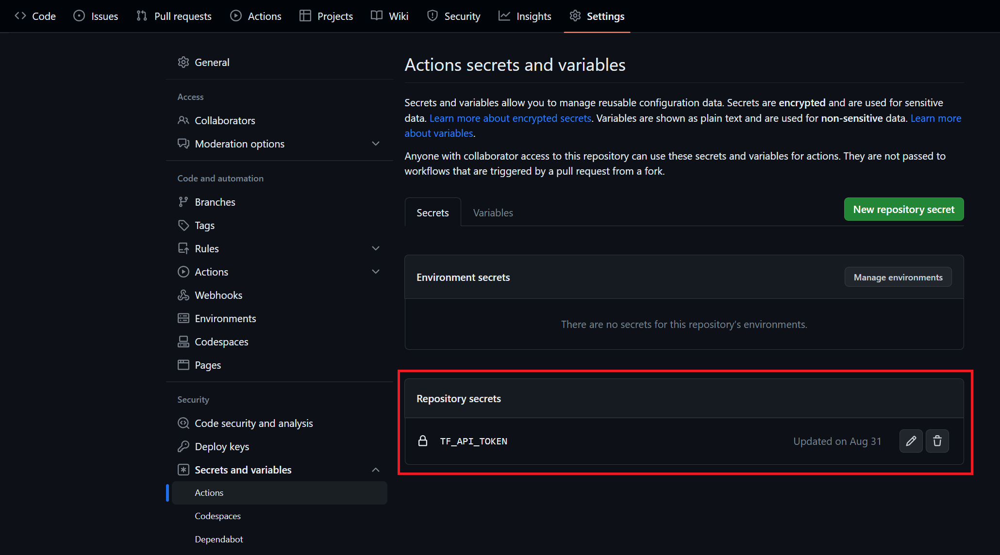 Code Issues Pull requests Actions Projects Wiki Security Insights Settings
General
Access
Collaborators
Moderation options
Code and automation
Branches
Tags
Rules
Actions
Webhooks
Environments
Codespaces
Pages
Security
Code security and analysis
Deploy keys
Secrets and variables
Actions
Codespaces
Dependabot
Actions secrets and variables
Secrets and variables allow you to manage reusable configuration data. Secrets are encrypted and are used for sensitive
data. Learn more about encrypted secrets. Variables are shown as plain text and are used for non-sensitive data. Learn more
about variables.
Anyone with collaborator access to this repository can use these secrets and variables for actions. They are not passed to
workflows that are triggered by a pull request from a fork.
Secrets Variables New repository secret
Environment secrets Manage environments
There are no secrets for this repository’s environments.
Repository secrets
TF_API_TOKEN Updated on Aug 31